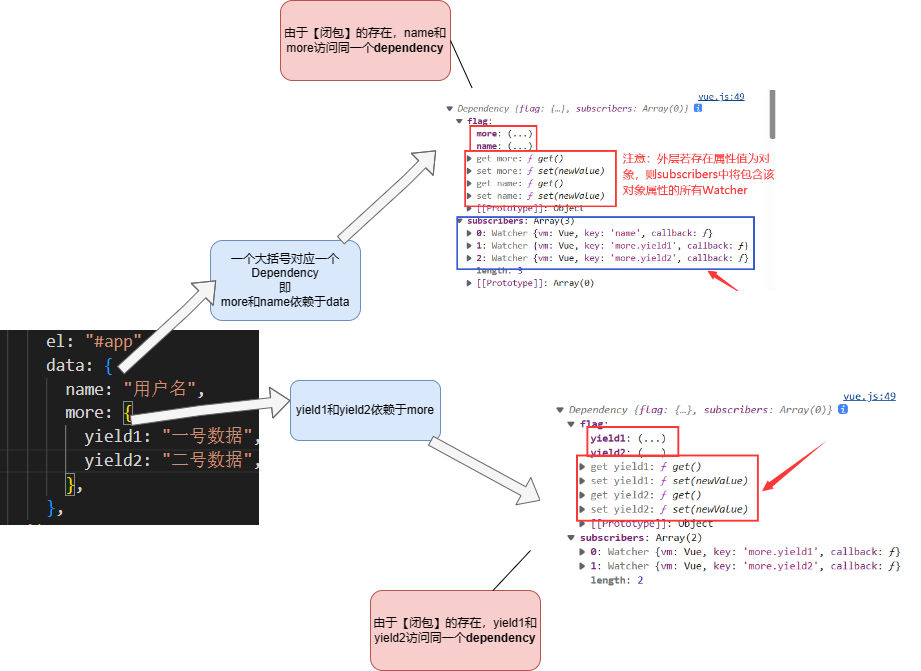 由于【闭包】的存在，name和
more访问同一个dependency
vue.js:49
Dependency {flag: {…}, subscribers: Array(0)}
flag:
more: (...)
name: (...)
get more: ƒ get()
set more: ƒ set(newValue)
get name: ƒ get()
set name: ƒ set(newValue)
[[Prototype]]: Object
subscribers: Array(3)
0: Watcher {vm: Vue, key: 'name', callback: ƒ}
1: Watcher {vm: Vue, key: 'more.yield1', callback: ƒ}
2: Watcher {vm: Vue, key: 'more.yield2', callback: ƒ}
length: 3
[[Prototype]]: Array(0)
注意：外层若存在属性值为对
象，则subscribers中将包含该
对象属性的所有Watcher
一个大括号对应一个
Dependency
即
more和name依赖于data
el: "#app"
data: {
name: "用户名",
more: {
yield1: "一号数据",
yield2: "二号数据",
},
},
yield1和yield2依赖于more
vue.js:49
Dependency {flag: {…}, subscribers: Array(0)}
flag:
yield1: (...)
yield2: (...)
get yield1: ƒ get()
set yield1: ƒ set(newValue)
get yield2: ƒ get()
set yield2: ƒ set(newValue)
[[Prototype]]: Object
subscribers: Array(2)
0: Watcher {vm: Vue, key: 'more.yield1', callback: ƒ}
1: Watcher {vm: Vue, key: 'more.yield2', callback: ƒ}
length: 2
由于【闭包】的存在，yield1和
yield2访问同一个dependency